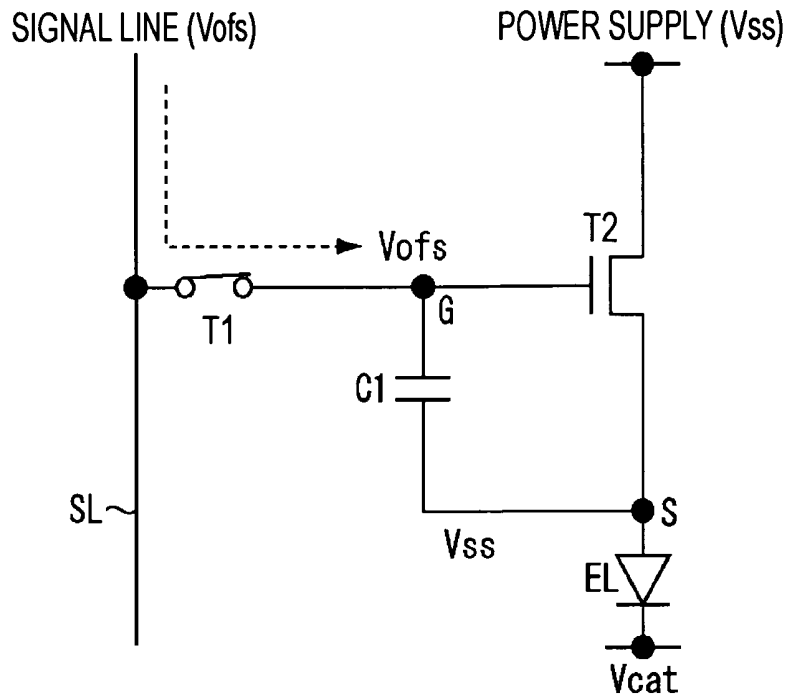 SIGNAL LINE (Vofs)
POWER SUPPLY (Vss)
Vofs
T2
T1
G
C1
SL
S
Vss
EL
Vcat